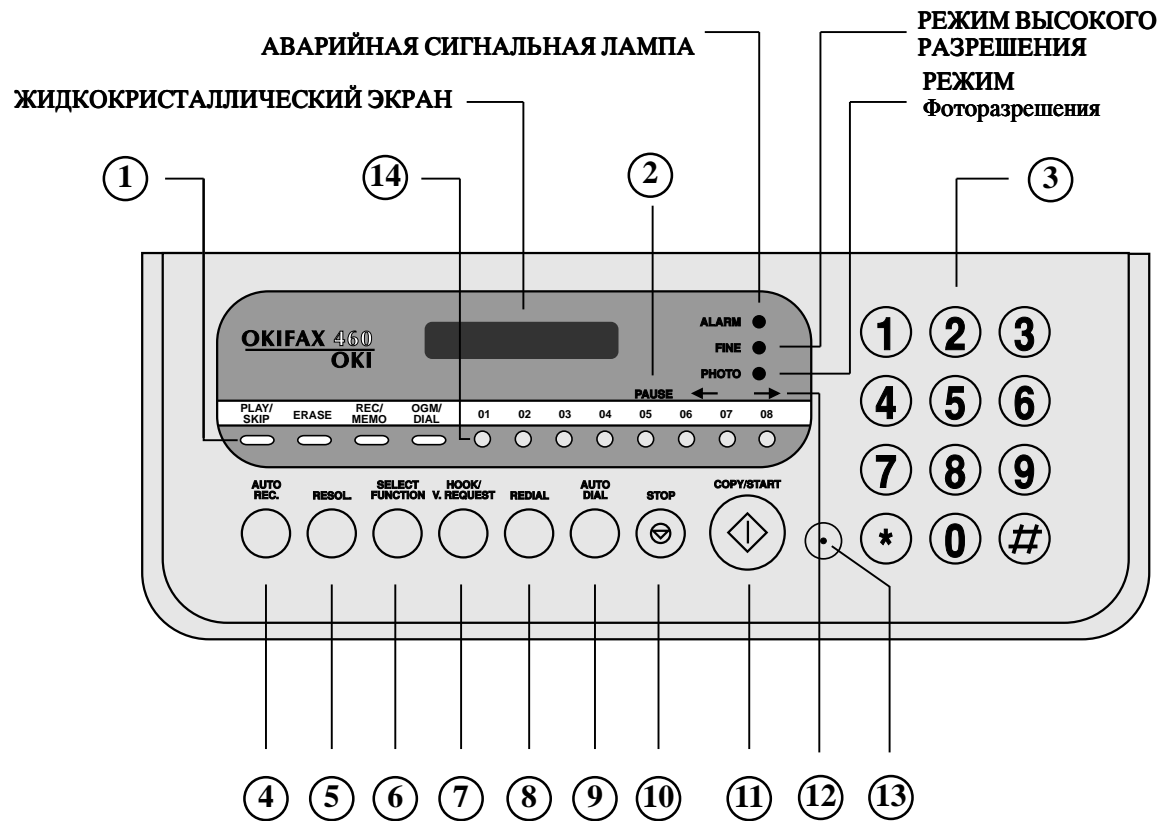 РЕЖИМ ВЫСОКОГО
РАЗРЕШЕНИЯ
АВАРИЙНАЯ СИГНАЛЬНАЯ ЛАМПА
РЕЖИМ
Фоторазрешения
ЖИДКОКРИСТАЛЛИЧЕСКИЙ ЭКРАН
1 14 2 3
ALARM
FINE
PHOTO
OKIFAX 460
OKI
PAUSE ← →
PLAY/
SKIP
ERASE
REC/
MEMO
OGM/
DIAL
01 02 03 04 05 06 07 08
1 2 3
4 5 6
7 8 9
* 0 #
AUTO
REC.
RESOL.
SELECT
FUNCTION
HOOK/
V. REQUEST
REDIAL
AUTO
DIAL
STOP
COPY/START
4 5 6 7 8 9 10 11 12 13